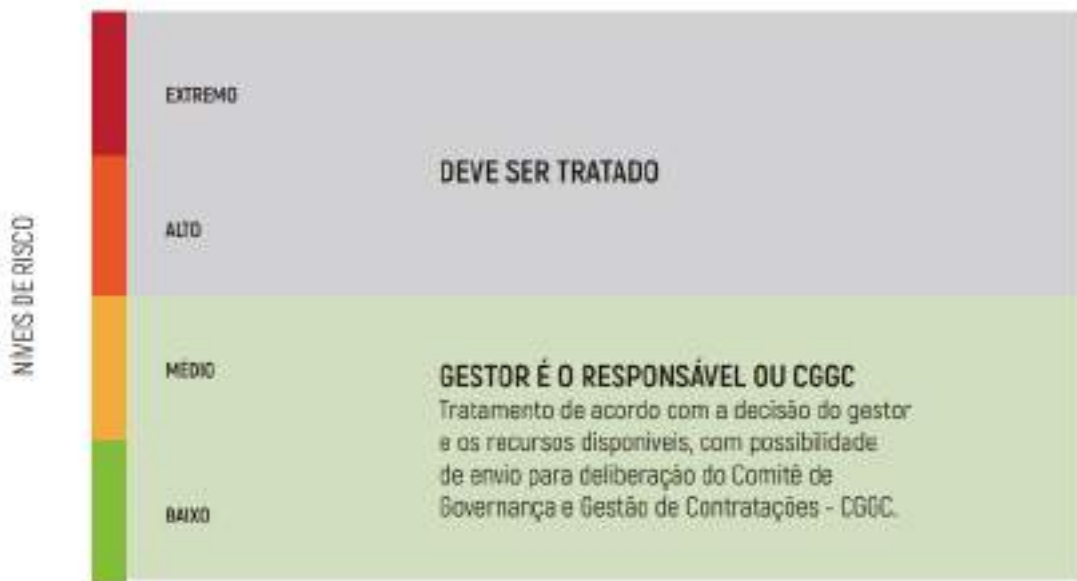 NÍVEIS DE RISCO
EXTREMO
DEVE SER TRATADO
ALTO
MÉDIO
GESTOR É O RESPONSÁVEL OU CGGC
Tratamento de acordo com a decisão do gestor
e os recursos disponíveis, com possibilidade
de envio para deliberação do Comitê de
Governança e Gestão de Contratações - CGGC.
BAIXO